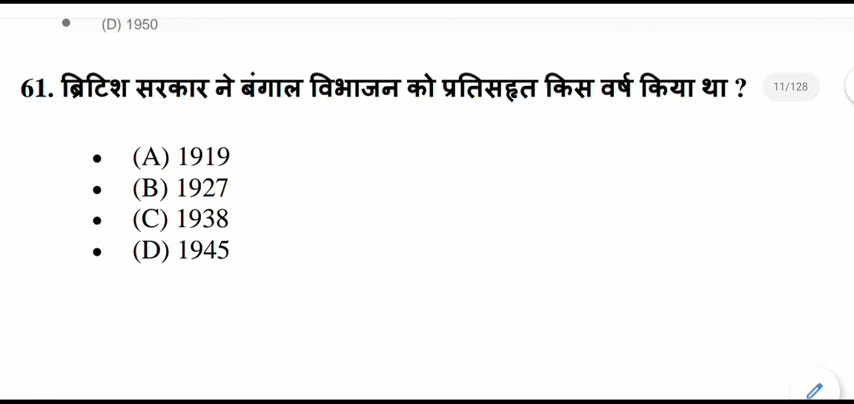 (D) 1950
61. ब्रिटिश सरकार ने बंगाल विभाजन को प्रतिसहृत किस वर्ष किया था ?
11/128
(A) 1919
(B) 1927
(C) 1938
(D) 1945